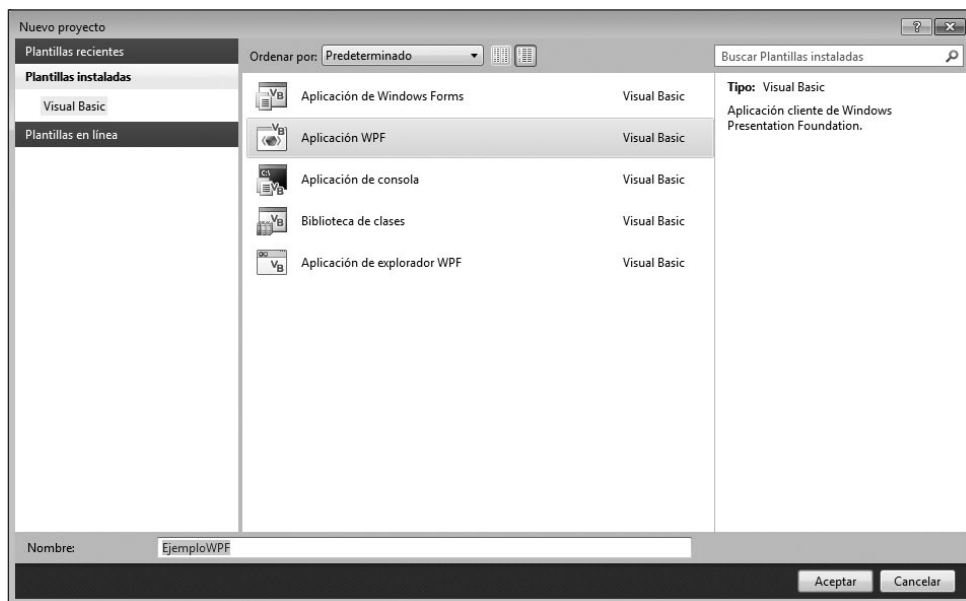 Nuevo proyecto
Plantillas recientes
Plantillas instaladas
Visual Basic
Plantillas en línea
Ordenar por: Predeterminado
Aplicación de Windows Forms Visual Basic
Aplicación WPF Visual Basic
Aplicación de consola Visual Basic
Biblioteca de clases Visual Basic
Aplicación de explorador WPF Visual Basic
Buscar Plantillas instaladas
Tipo: Visual Basic
Aplicación cliente de Windows
Presentation Foundation.
Nombre: EjemploWPF
Aceptar Cancelar